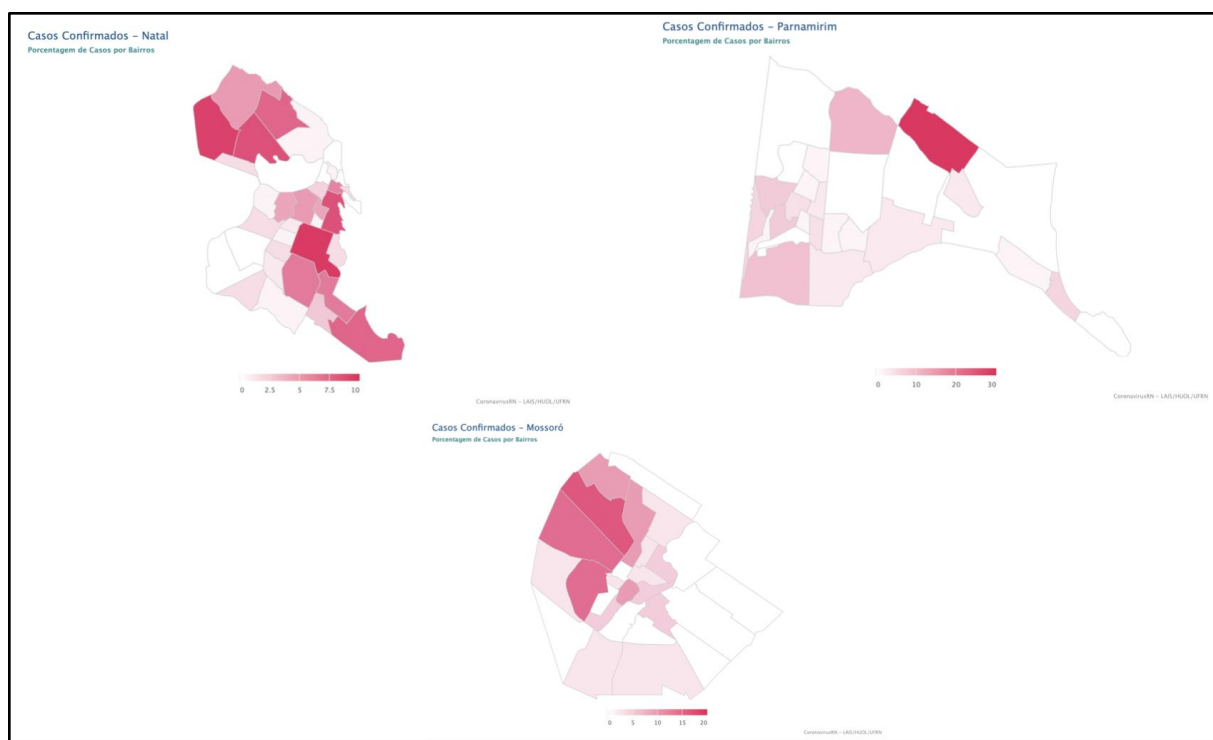 Casos Confirmados - Natal
Porcentagem de Casos por Bairros
0 2.5 5 7.5 10
CoronavirusRN - LAIS/HUOL/UFRN
Casos Confirmados - Parnamirim
Porcentagem de Casos por Bairros
0 10 20 30
CoronavirusRN - LAIS/HUOL/UFRN
Casos Confirmados - Mossoró
Porcentagem de Casos por Bairros
0 5 10 15 20
CoronavirusRN - LAIS/HUOL/UFRN